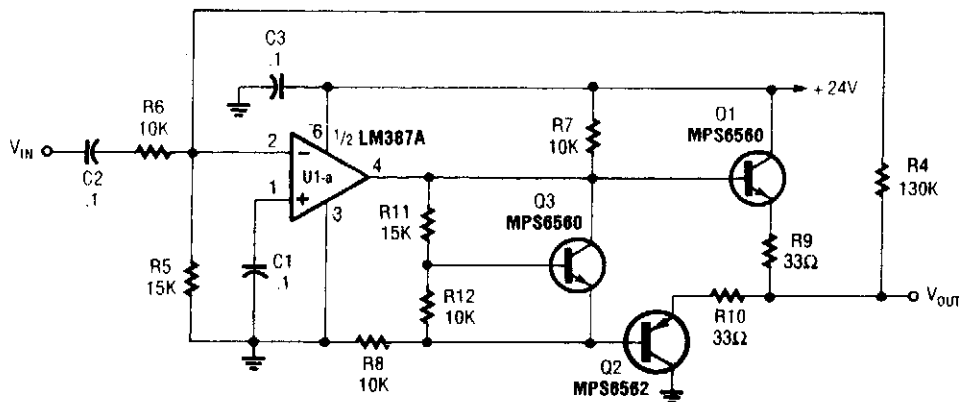 C3
.1
+ 24V
R6
10K
6
1/2 LM387A
R7
10K
Q1
MPS6560
VIN
C2
.1
2
−
U1-a
4
1
+
3
R11
15K
Q3
MPS6560
R4
130K
R5
15K
C1
.1
R9
33Ω
R12
10K
R10
33Ω
VOUT
R8
10K
Q2
MPS6562